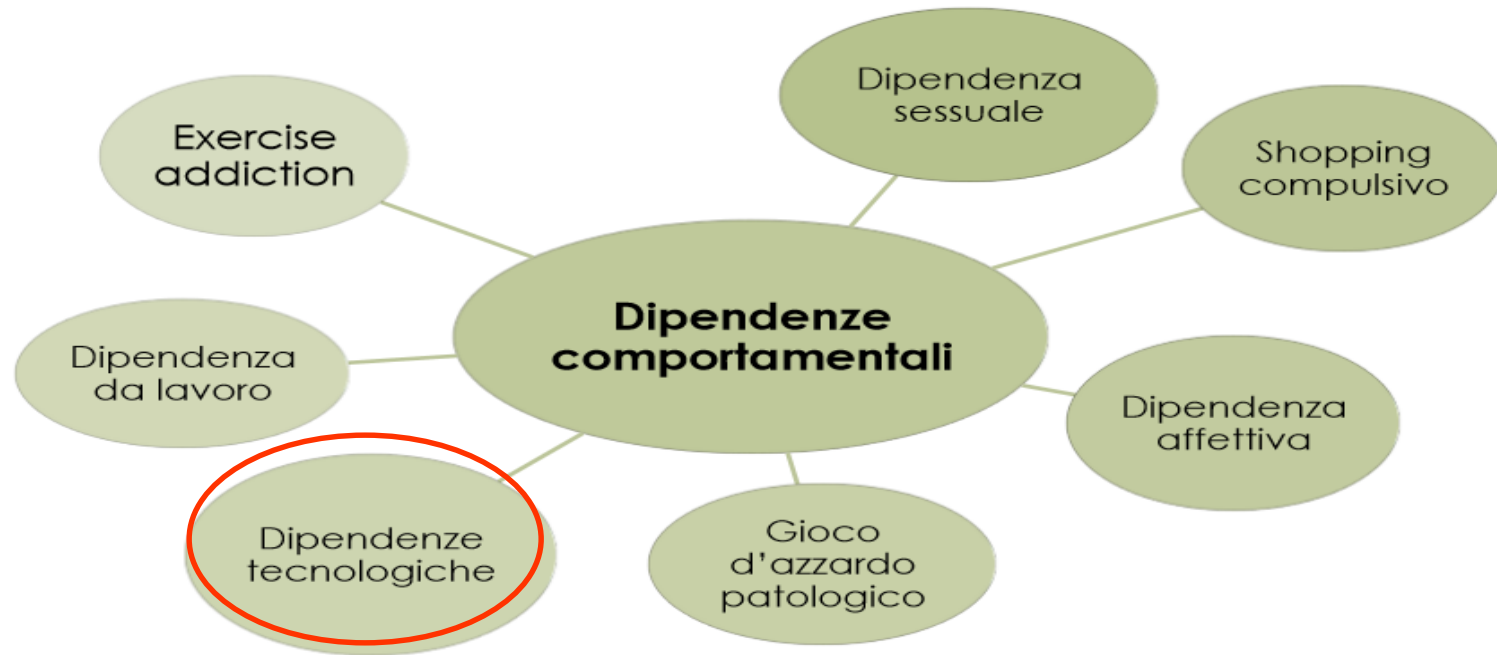 Dipendenza
sessuale
Exercise
addiction
Shopping
compulsivo
Dipendenze
comportamentali
Dipendenza
da lavoro
Dipendenza
affettiva
Dipendenze
tecnologiche
Gioco
d’azzardo
patologico